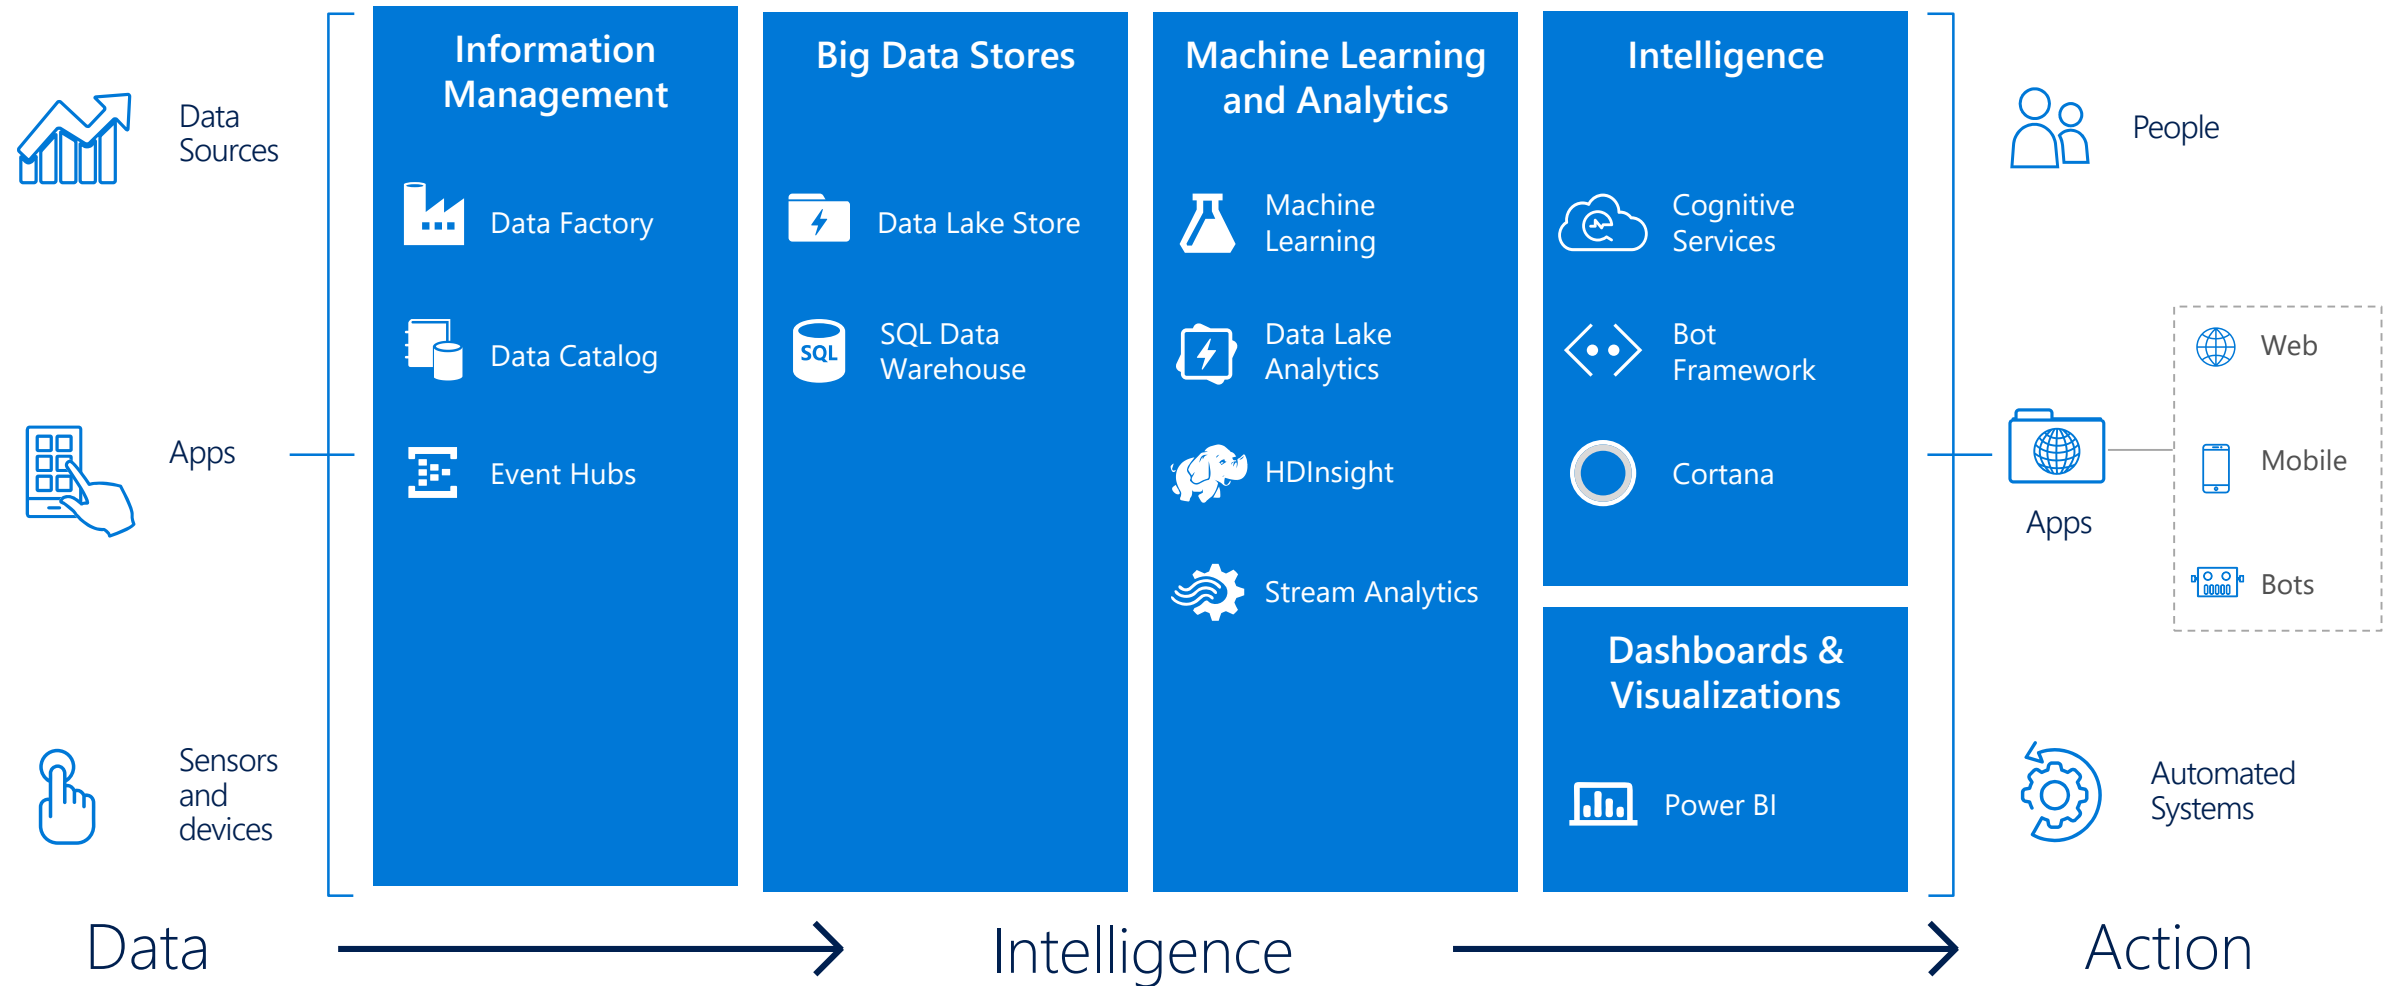 Data
Sources
Apps
Sensors
and
devices
Information
Management
Data Factory
Data Catalog
Event Hubs
Big Data Stores
Data Lake Store
SQL
SQL Data
Warehouse
Machine Learning
and Analytics
Machine
Learning
Data Lake
Analytics
HDInsight
Stream Analytics
Intelligence
Cognitive
Services
Bot
Framework
Cortana
Dashboards &
Visualizations
Power BI
People
Apps
Web
Mobile
Bots
Automated
Systems
Data
Intelligence
Action